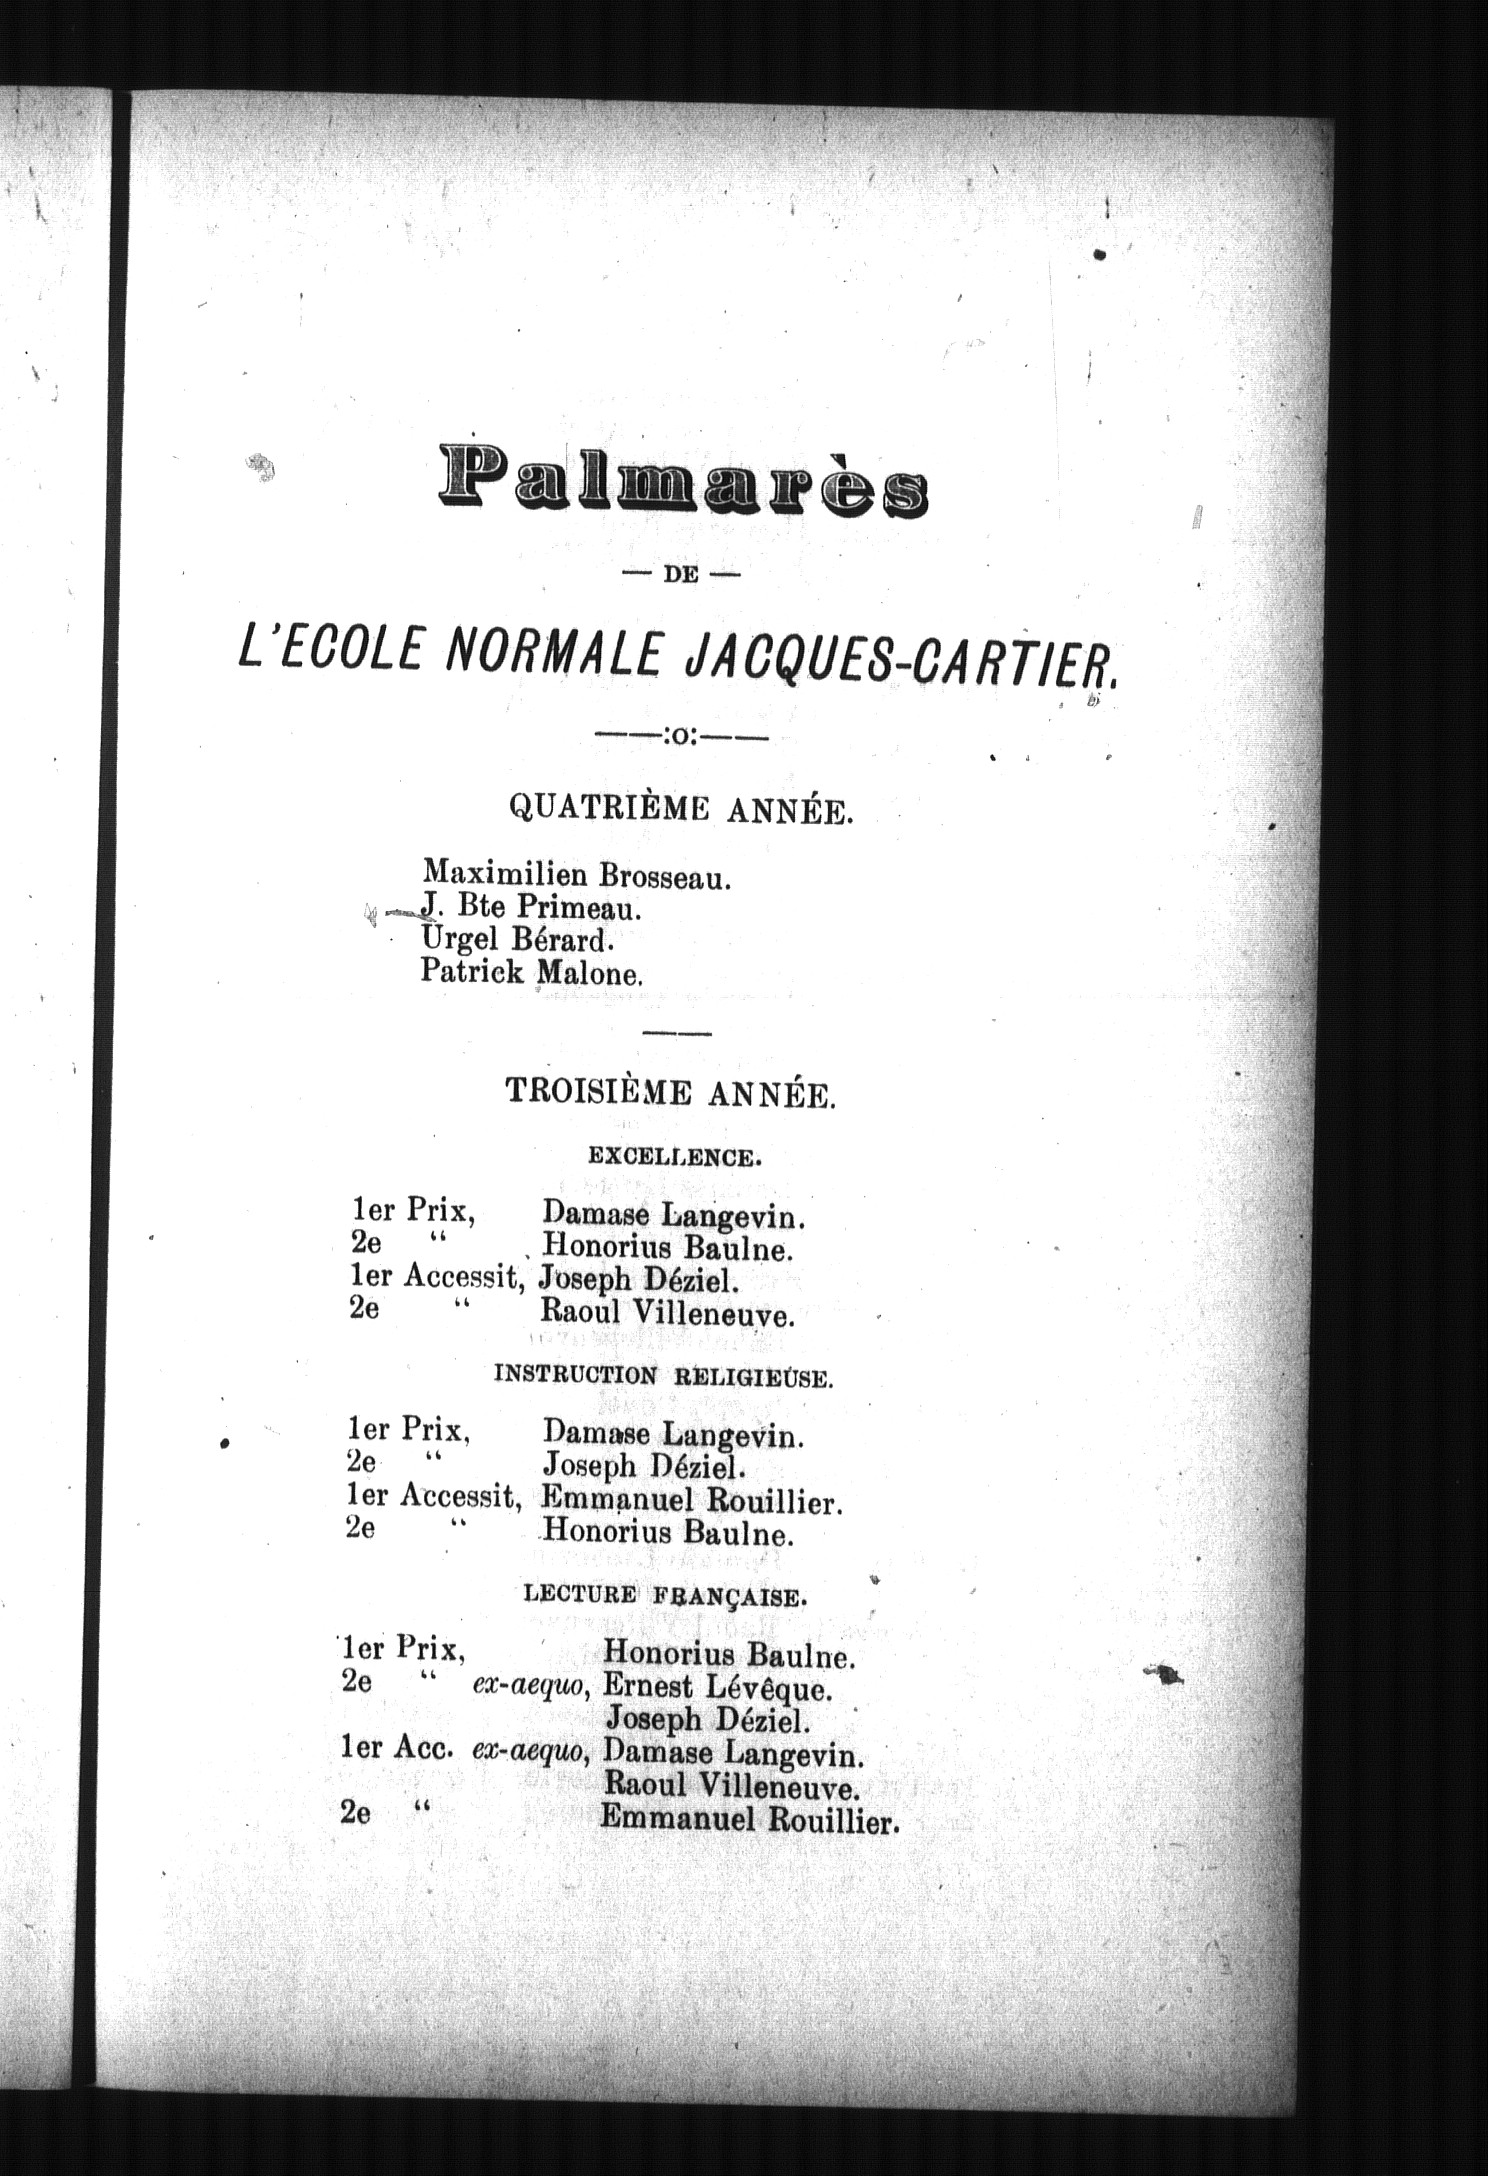 Palmarès
— DE —
L'ECOLE NORMALE JACQUES-CARTIER.
——:o:——
QUATRIÈME ANNÉE.
Maximilien Brosseau.
J. Bte Primeau.
Urgel Bérard.
Patrick Malone.
TROISIÈME ANNÉE.
EXCELLENCE.
1er Prix, Damase Langevin.
2e “ Honorius Baulne.
1er Accessit, Joseph Déziel.
2e “ Raoul Villeneuve.
INSTRUCTION RELIGIEUSE.
1er Prix, Damase Langevin.
2e “ Joseph Déziel.
1er Accessit, Emmanuel Rouillier.
2e “ Honorius Baulne.
LECTURE FRANÇAISE.
1er Prix, Honorius Baulne.
2e “ ex-aequo, Ernest Lévêque.
Joseph Déziel.
1er Acc. ex-aequo, Damase Langevin.
Raoul Villeneuve.
2e “ Emmanuel Rouillier.